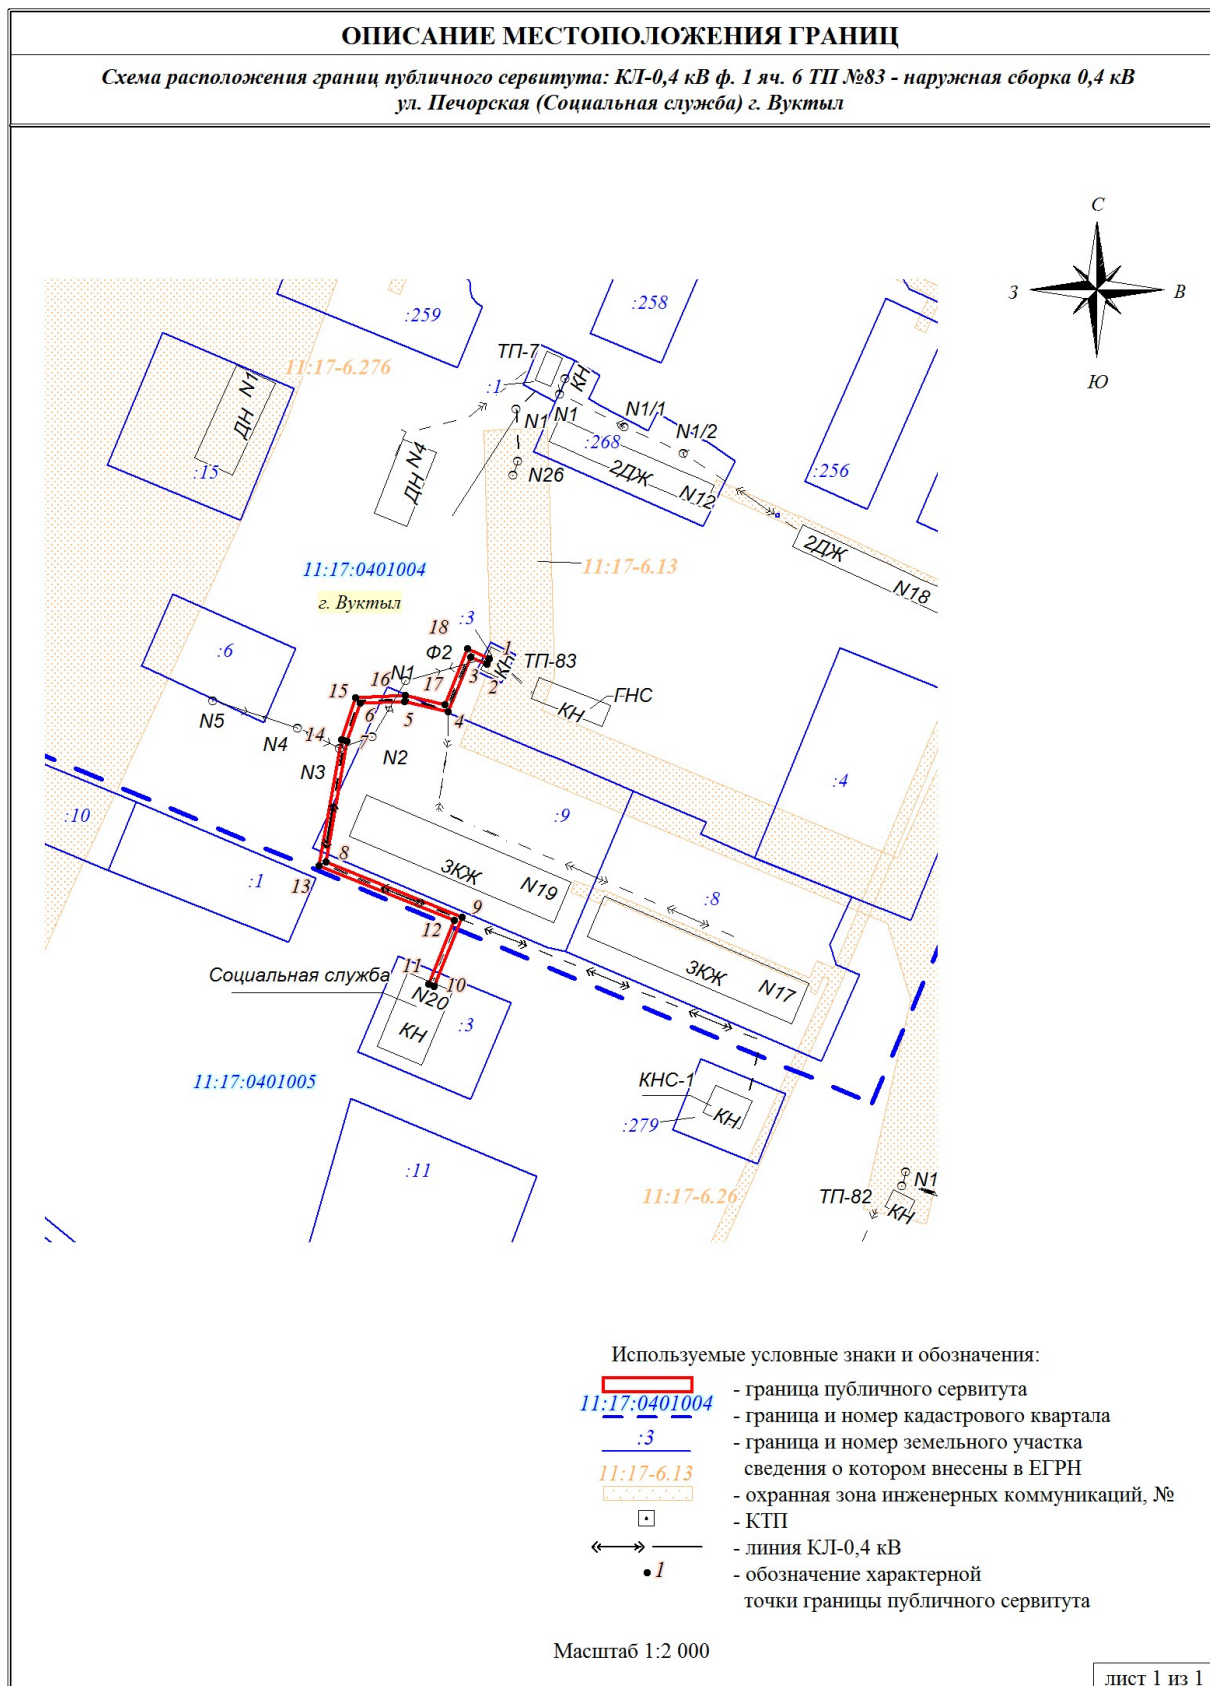 ОПИСАНИЕ МЕСТОПОЛОЖЕНИЯ ГРАНИЦ
Схема расположения границ публичного сервитута: КЛ-0,4 кВ ф. 1 яч. 6 ТП №83 - наружная сборка 0,4 кВ
ул. Печорская (Социальная служба) г. Вуктыл
С
З
В
Ю
:259
:258
ТП-7
КН
11:17-6.276
:1
N1
N1
N1/1
N1/2
ДН N1
:268
:15
ДН N4
N26
2ДЖ
N12
:256
2ДЖ
N18
11:17:0401004
11:17-6.13
г. Вуктыл
:3
18
1
:6
Ф2
3
КН
ТП-83
2
N1
16
17
15
6
5
4
ГНС
КН
N5
N4
14
7
N2
N3
:4
:10
:9
8
3КЖ
N19
:1
13
:8
9
12
Социальная служба
11
10
N20
3КЖ
N17
КН
:3
11:17:0401005
КНС-1
КН
:279
:11
11:17-6.26
ТП-82
N1
КН
Используемые условные знаки и обозначения:
- граница публичного сервитута
11:17:0401004
- граница и номер кадастрового квартала
:3
- граница и номер земельного участка
сведения о котором внесены в ЕГРН
11:17-6.13
- охранная зона инженерных коммуникаций, №
- КТП
- линия КЛ-0,4 кВ
1
- обозначение характерной
точки границы публичного сервитута
Масштаб 1:2 000
лист 1 из 1